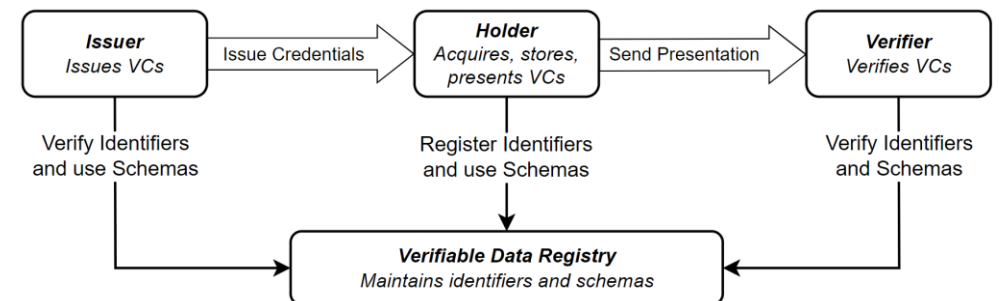 Issuer
Issues VCs
Issue Credentials
Holder
Acquires, stores,
presents VCs
Send Presentation
Verifier
Verifies VCs
Verify Identifiers
and use Schemas
Register Identifiers
and use Schemas
Verify Identifiers
and Schemas
Verifiable Data Registry
Maintains identifiers and schemas